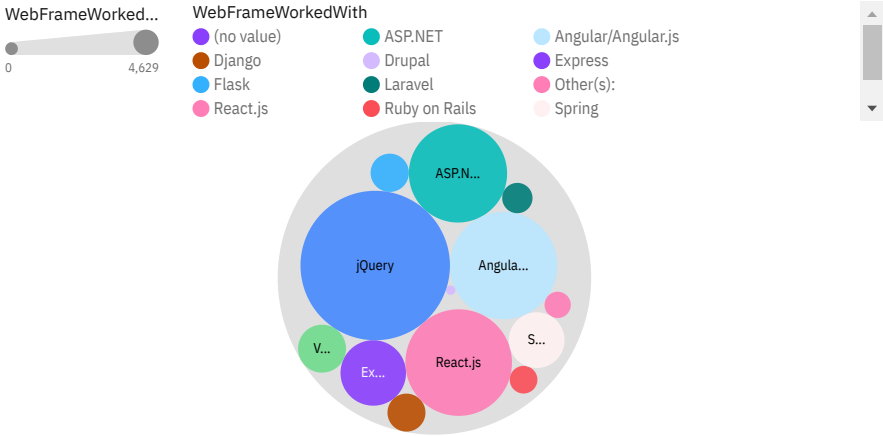 WebFrameWorked...
0
4,629
WebFrameWorkedWith
(no value)
ASP.NET
Angular/Angular.js
Django
Drupal
Express
Flask
Laravel
Other(s):
React.js
Ruby on Rails
Spring
ASP.N...
jQuery
Angula...
S...
V...
Ex...
React.js